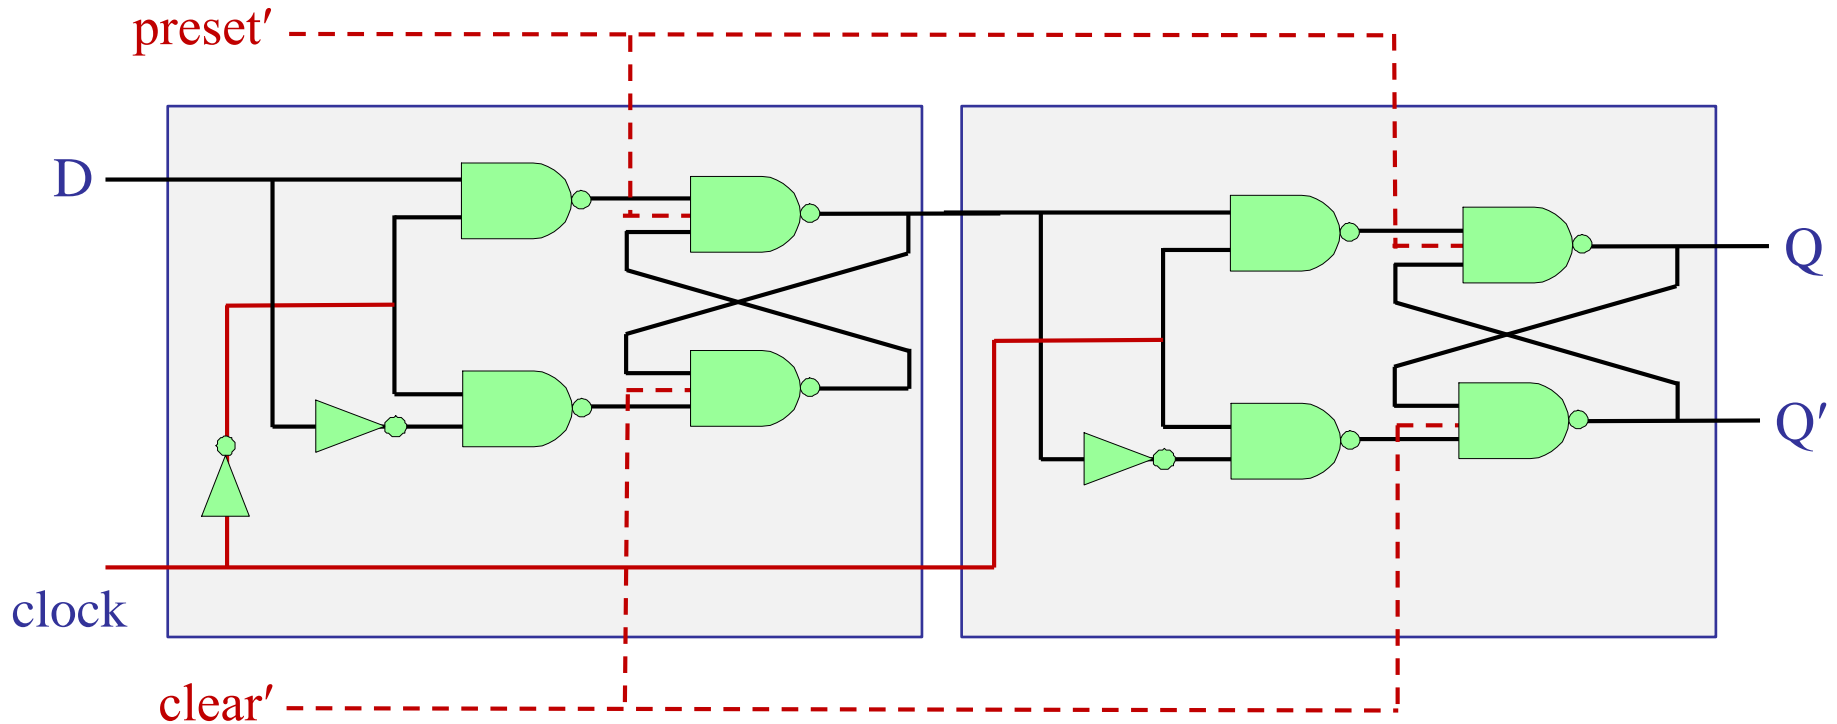 preset′
D
Q
Q′
clock
clear′